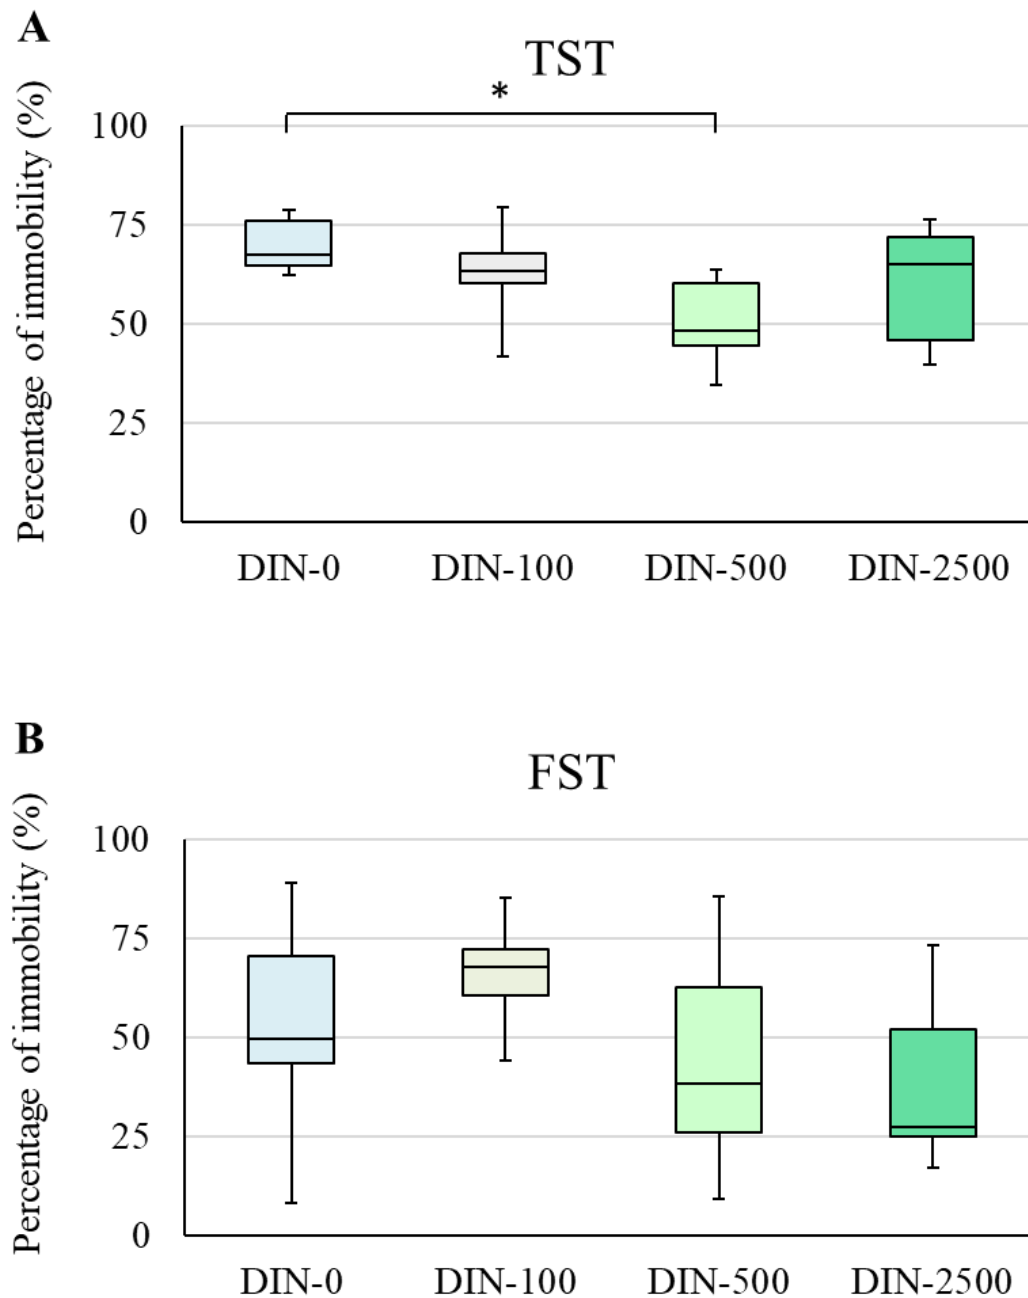 A
TST
*
Percentage of immobility (%)
100
75
50
25
0
DIN-0 DIN-100 DIN-500 DIN-2500
B
FST
Percentage of immobility (%)
100
75
50
25
0
DIN-0 DIN-100 DIN-500 DIN-2500